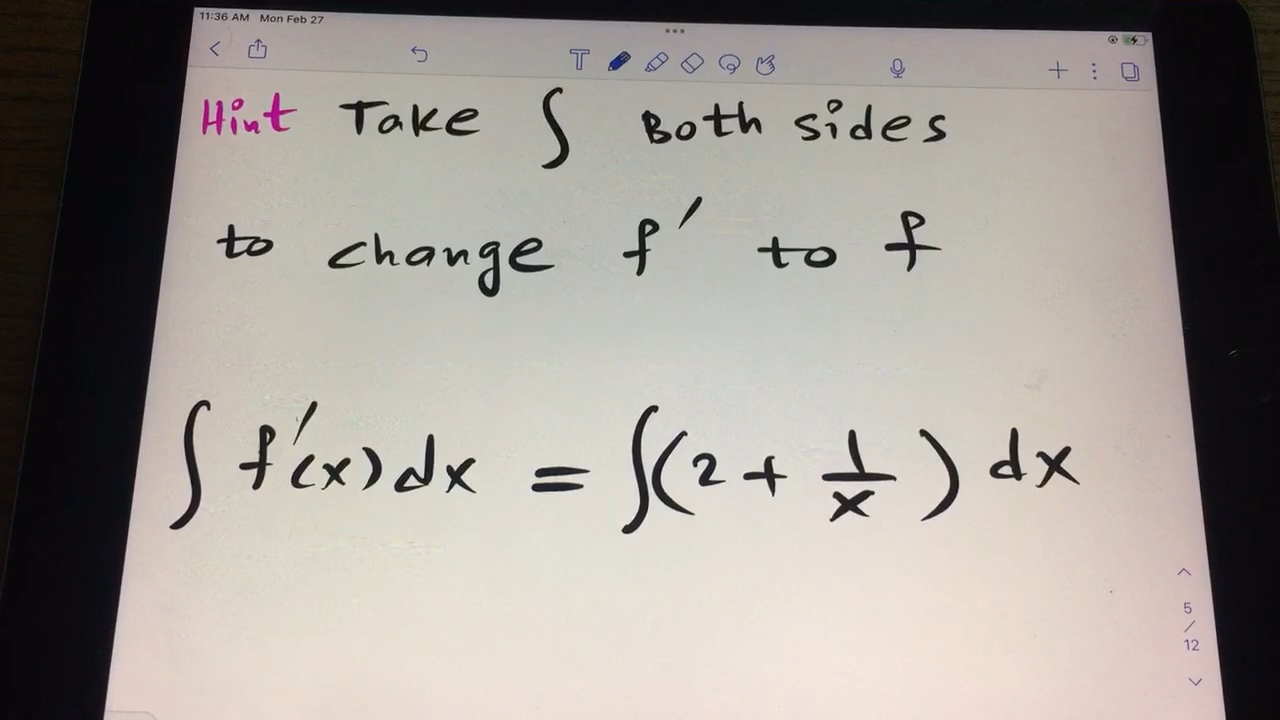 11:36 AM Mon Feb 27
Hint Take ∫ Both sides
to change f' to f
∫ f'(x) dx = ∫(2 + 1/x) dx
5
/
12